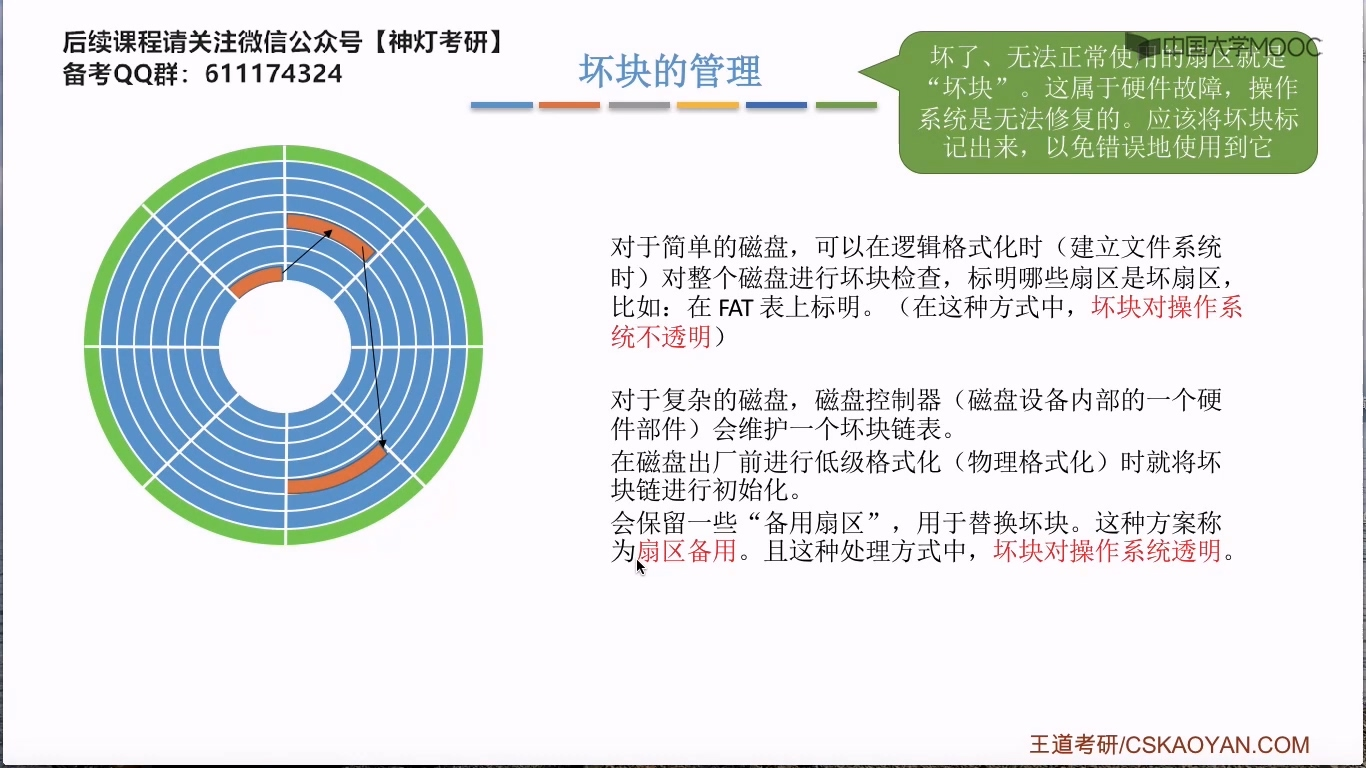 后续课程请关注微信公众号【神灯考研】
备考QQ群：611174324
坏块的管理
中国大学MOOC
坏了、无法正常使用的扇区就是
“坏块”。这属于硬件故障，操作
系统是无法修复的。应该将坏块标
记出来，以免错误地使用到它
对于简单的磁盘，可以在逻辑格式化时（建立文件系统
时）对整个磁盘进行坏块检查，标明哪些扇区是坏扇区，
比如：在 FAT 表上标明。（在这种方式中，坏块对操作系
统不透明）
对于复杂的磁盘，磁盘控制器（磁盘设备内部的一个硬
件部件）会维护一个坏块链表。
在磁盘出厂前进行低级格式化（物理格式化）时就将坏
块链进行初始化。
会保留一些“备用扇区”，用于替换坏块。这种方案称
为扇区备用。且这种处理方式中，坏块对操作系统透明。
王道考研/CSKAOYAN.COM